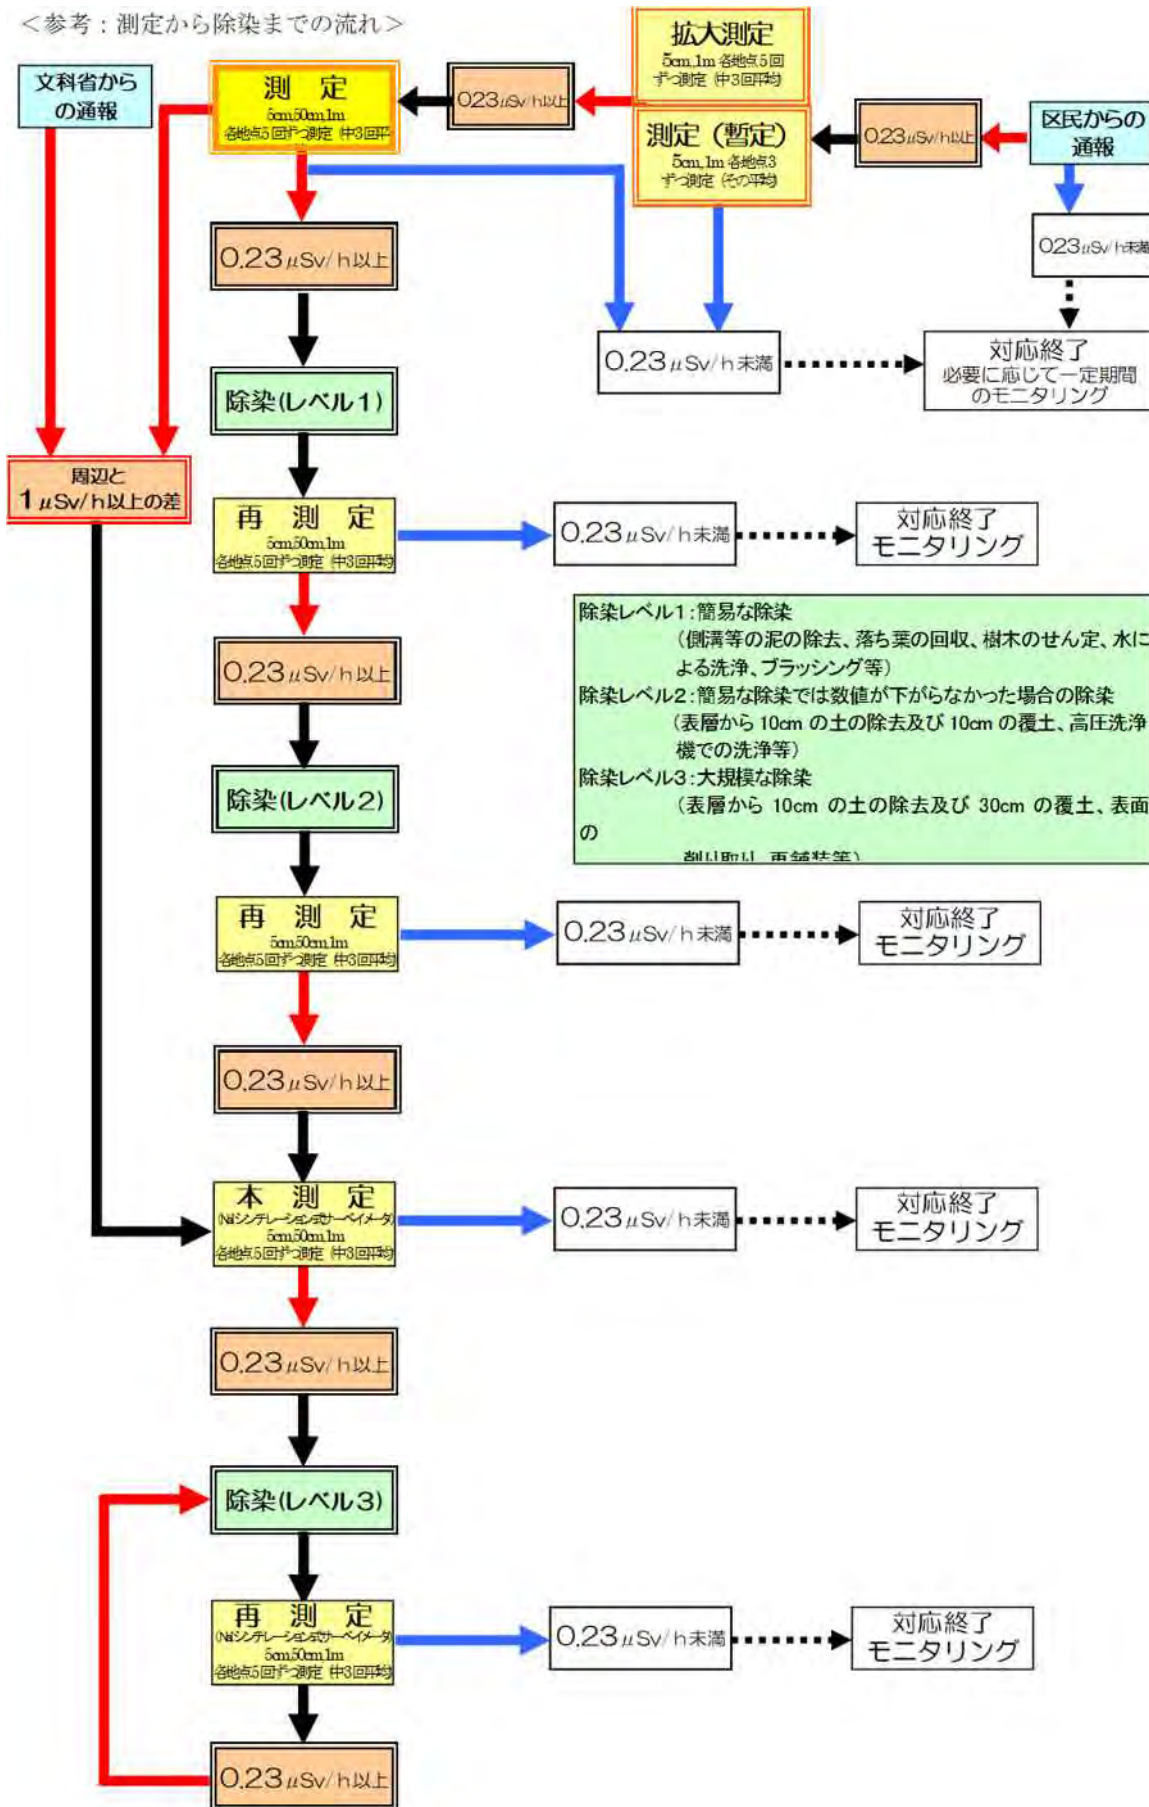 ＜参考：測定から除染までの流れ＞
文科省から
の通報
測　定
5cm,50cm,1m
各地点5回ずつ測定（中3回平
0.23μSv/h以上
拡大測定
5cm,1m 各地点5回
ずつ測定（中3回平均）
測定（暫定）
5cm,1m 各地点3
ずつ測定（その平均）
0.23μSv/h以上
区民からの
通報
0.23μSv/h以上
0.23μSv/h未満
0.23μSv/h未満
対応終了
必要に応じて一定期間
のモニタリング
除染(レベル1)
周辺と
1μSv/h以上の差
再　測　定
5cm,50cm,1m
各地点5回ずつ測定（中3回平均）
0.23μSv/h未満
対応終了
モニタリング
除染レベル1：簡易な除染
（側溝等の泥の除去、落ち葉の回収、樹木のせん定、水に
よる洗浄、ブラッシング等）
除染レベル2：簡易な除染では数値が下がらなかった場合の除染
（表層から10cm の土の除去及び 10cm の覆土、高圧洗浄
機での洗浄等）
除染レベル3：大規模な除染
（表層から 10cm の土の除去及び 30cm の覆土、表面
の
削り取り、再舗装等）
0.23μSv/h以上
除染(レベル2)
再　測　定
5cm,50cm,1m
各地点5回ずつ測定（中3回平均）
0.23μSv/h未満
対応終了
モニタリング
0.23μSv/h以上
本　測　定
(NaIシンチレーション式サーベイメータ)
5cm,50cm,1m
各地点5回ずつ測定（中3回平均）
0.23μSv/h未満
対応終了
モニタリング
0.23μSv/h以上
除染(レベル3)
再　測　定
(NaIシンチレーション式サーベイメータ)
5cm,50cm,1m
各地点5回ずつ測定（中3回平均）
0.23μSv/h未満
対応終了
モニタリング
0.23μSv/h以上